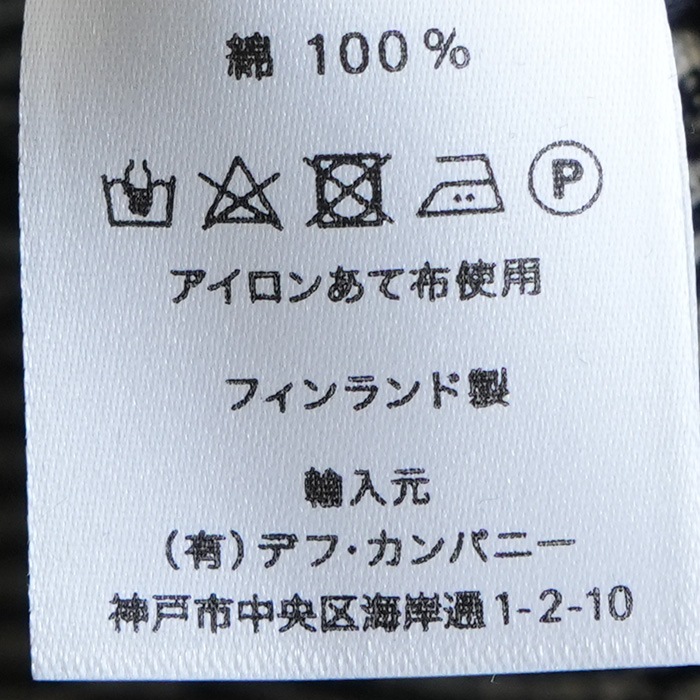 綿 100%
P
アイロンあて布使用
フィンランド製
輸入元
(有)デフ・カンパニー
神戸市中央区海岸通1-2-10